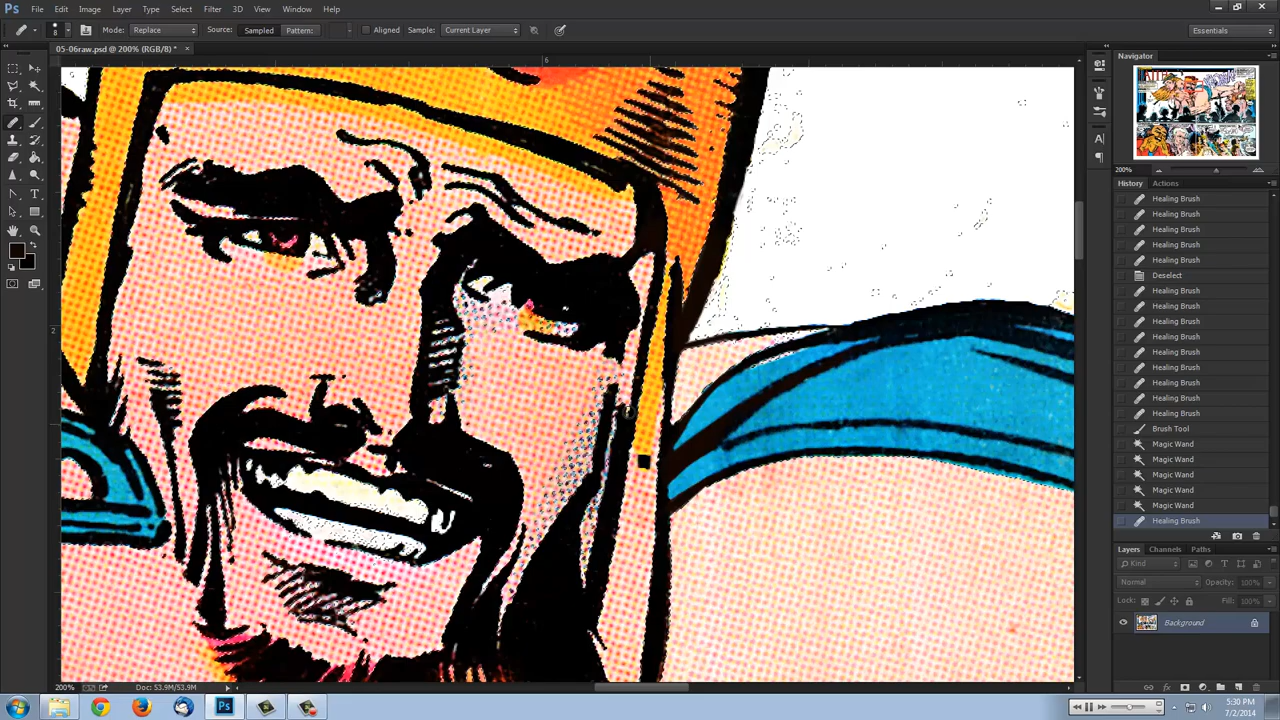 Ps File Edit Image Layer Type Select Filter 3D View Window Help
8 Mode: Replace Source: Sampled Pattern: Aligned Sample: Current Layer Essentials
05-06raw.psd @ 200% (RGB/8) * ×
6
2
Navigator
200%
History Actions
Healing Brush
Healing Brush
Healing Brush
Healing Brush
Healing Brush
Deselect
Healing Brush
Healing Brush
Healing Brush
Healing Brush
Healing Brush
Healing Brush
Healing Brush
Healing Brush
Healing Brush
Brush Tool
Magic Wand
Magic Wand
Magic Wand
Magic Wand
Magic Wand
Healing Brush
Layers Channels Paths
Kind
Normal Opacity: 100%
Lock: Fill: 100%
Background
200% Doc: 53.9M/53.9M
Ps
5:30 PM
7/2/2014